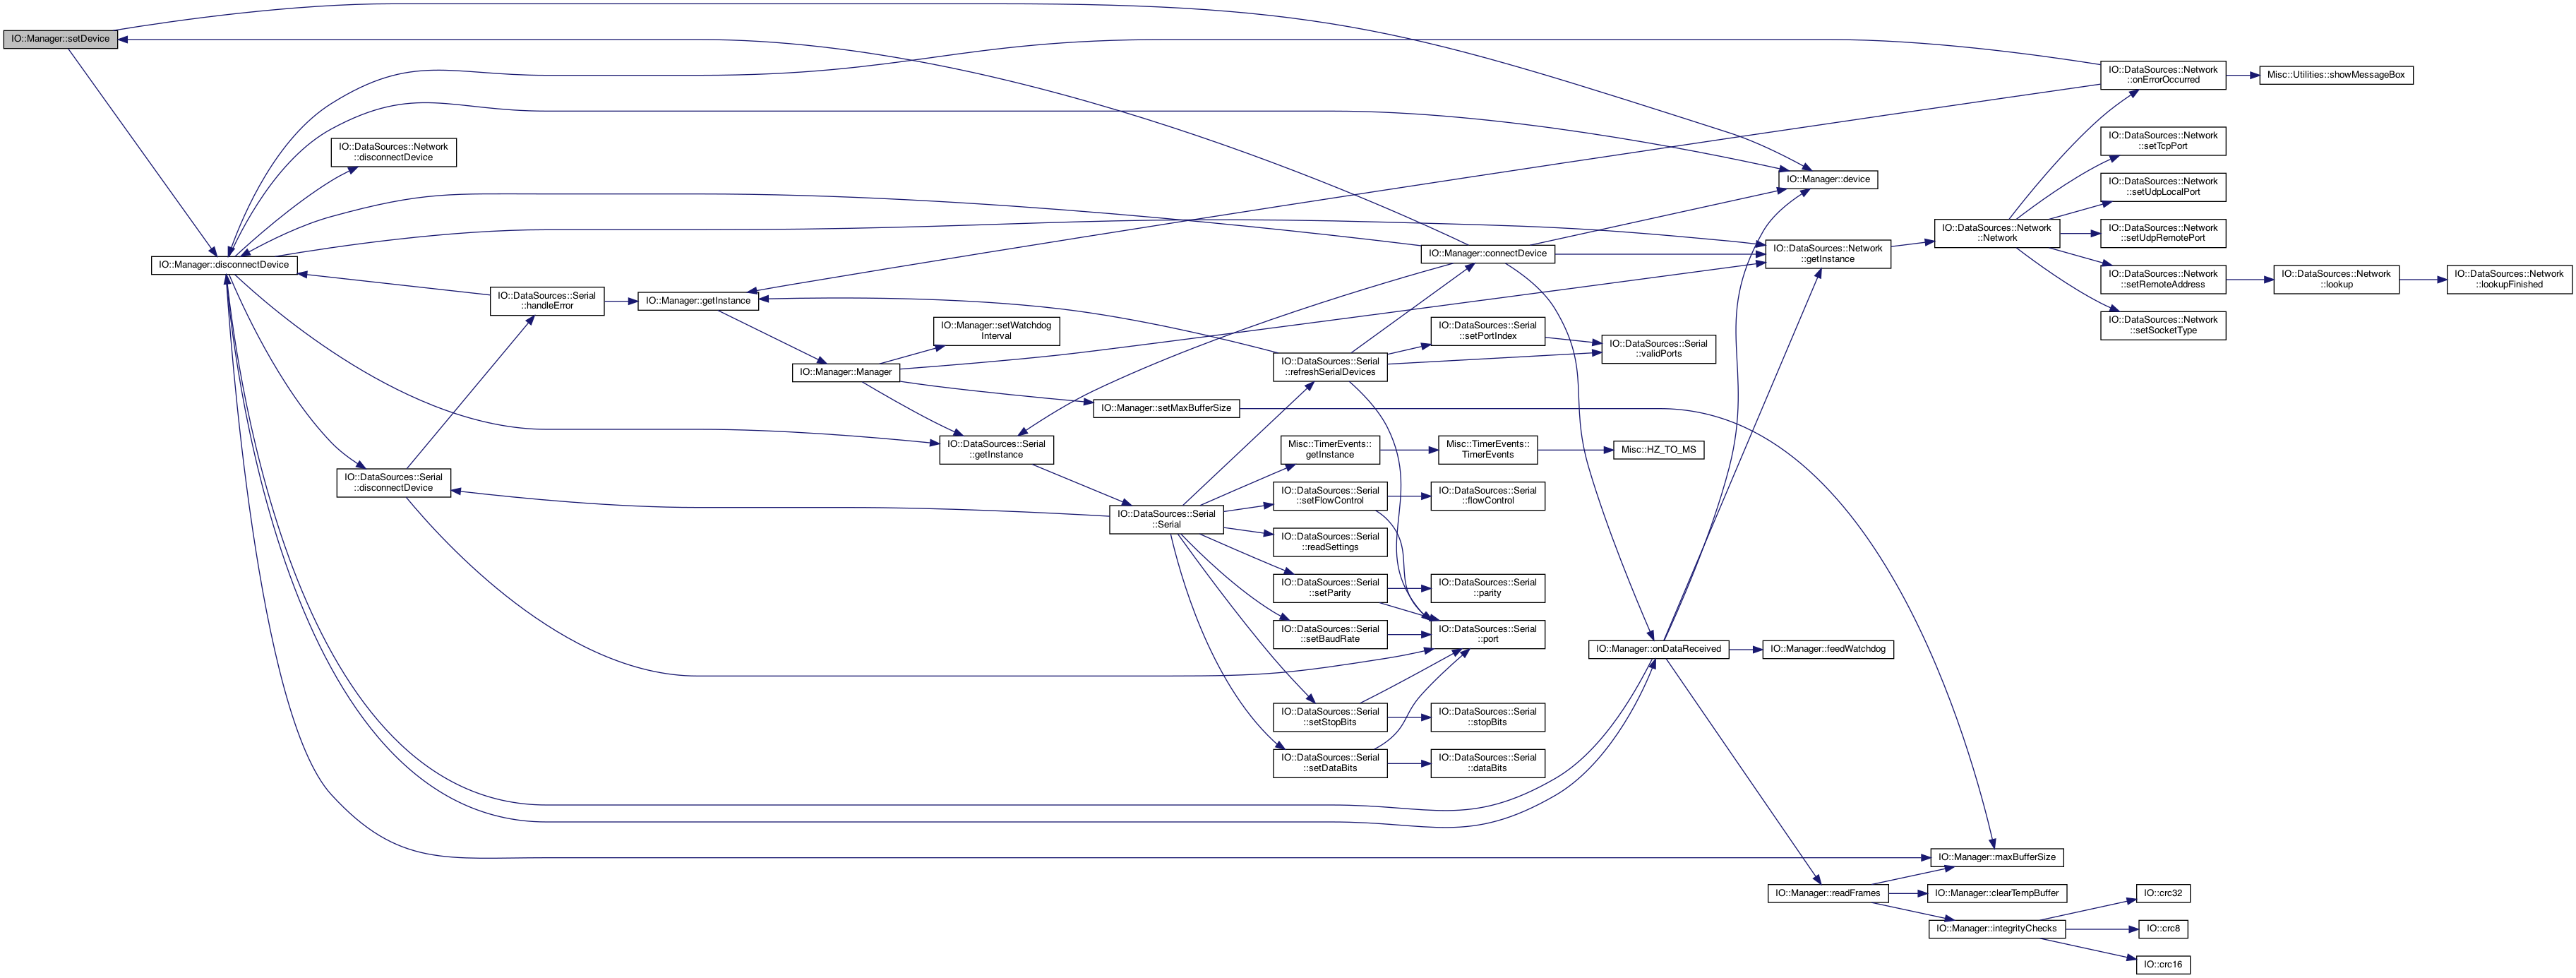 IO::Manager::setDevice
IO::Manager::disconnectDevice
IO::DataSources::Network
::disconnectDevice
IO::DataSources::Serial
::disconnectDevice
IO::DataSources::Serial
::handleError
IO::Manager::getInstance
IO::Manager::Manager
IO::Manager::setWatchdog
Interval
IO::DataSources::Serial
::getInstance
IO::Manager::setMaxBufferSize
IO::DataSources::Serial
::Serial
IO::DataSources::Serial
::refreshSerialDevices
Misc::TimerEvents::
getInstance
IO::DataSources::Serial
::setFlowControl
IO::DataSources::Serial
::readSettings
IO::DataSources::Serial
::setParity
IO::DataSources::Serial
::setBaudRate
IO::DataSources::Serial
::setStopBits
IO::DataSources::Serial
::setDataBits
IO::Manager::connectDevice
IO::DataSources::Serial
::setPortIndex
Misc::TimerEvents::
TimerEvents
IO::DataSources::Serial
::flowControl
IO::DataSources::Serial
::parity
IO::DataSources::Serial
::port
IO::DataSources::Serial
::stopBits
IO::DataSources::Serial
::dataBits
IO::DataSources::Serial
::validPorts
Misc::HZ_TO_MS
IO::Manager::onDataReceived
IO::Manager::device
IO::DataSources::Network
::getInstance
IO::Manager::feedWatchdog
IO::Manager::readFrames
IO::DataSources::Network
::Network
IO::Manager::maxBufferSize
IO::Manager::clearTempBuffer
IO::Manager::integrityChecks
IO::DataSources::Network
::onErrorOccurred
IO::DataSources::Network
::setTcpPort
IO::DataSources::Network
::setUdpLocalPort
IO::DataSources::Network
::setUdpRemotePort
IO::DataSources::Network
::setRemoteAddress
IO::DataSources::Network
::setSocketType
IO::crc32
IO::crc8
IO::crc16
Misc::Utilities::showMessageBox
IO::DataSources::Network
::lookup
IO::DataSources::Network
::lookupFinished